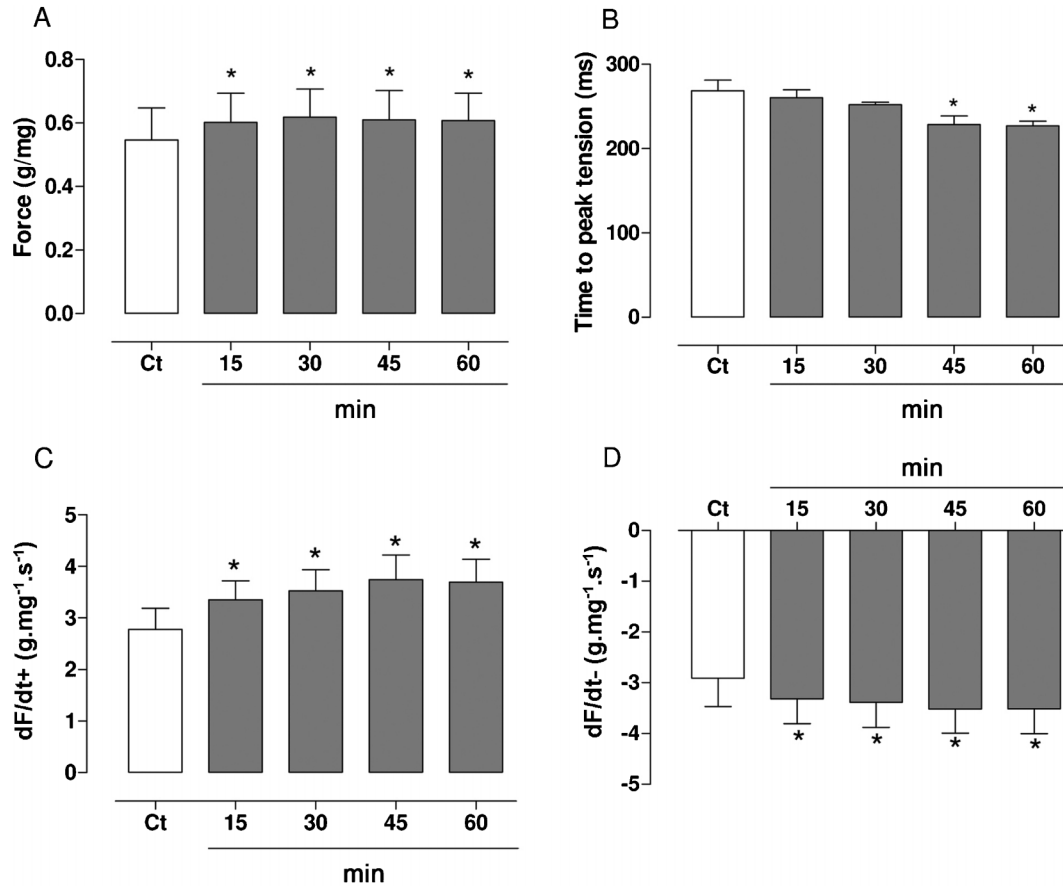 A
Force (g/mg)
0.8
0.6
0.4
0.2
0.0
* * * *
Ct 15 30 45 60
min
B
Time to peak tension (ms)
300
200
100
0
* *
Ct 15 30 45 60
min
C
dF/dt+ (g.mg⁻¹.s⁻¹)
5
4
3
2
1
0
* * * *
Ct 15 30 45 60
min
D
min
Ct 15 30 45 60
dF/dt- (g.mg⁻¹.s⁻¹)
0
-1
-2
-3
-4
-5
* * * *